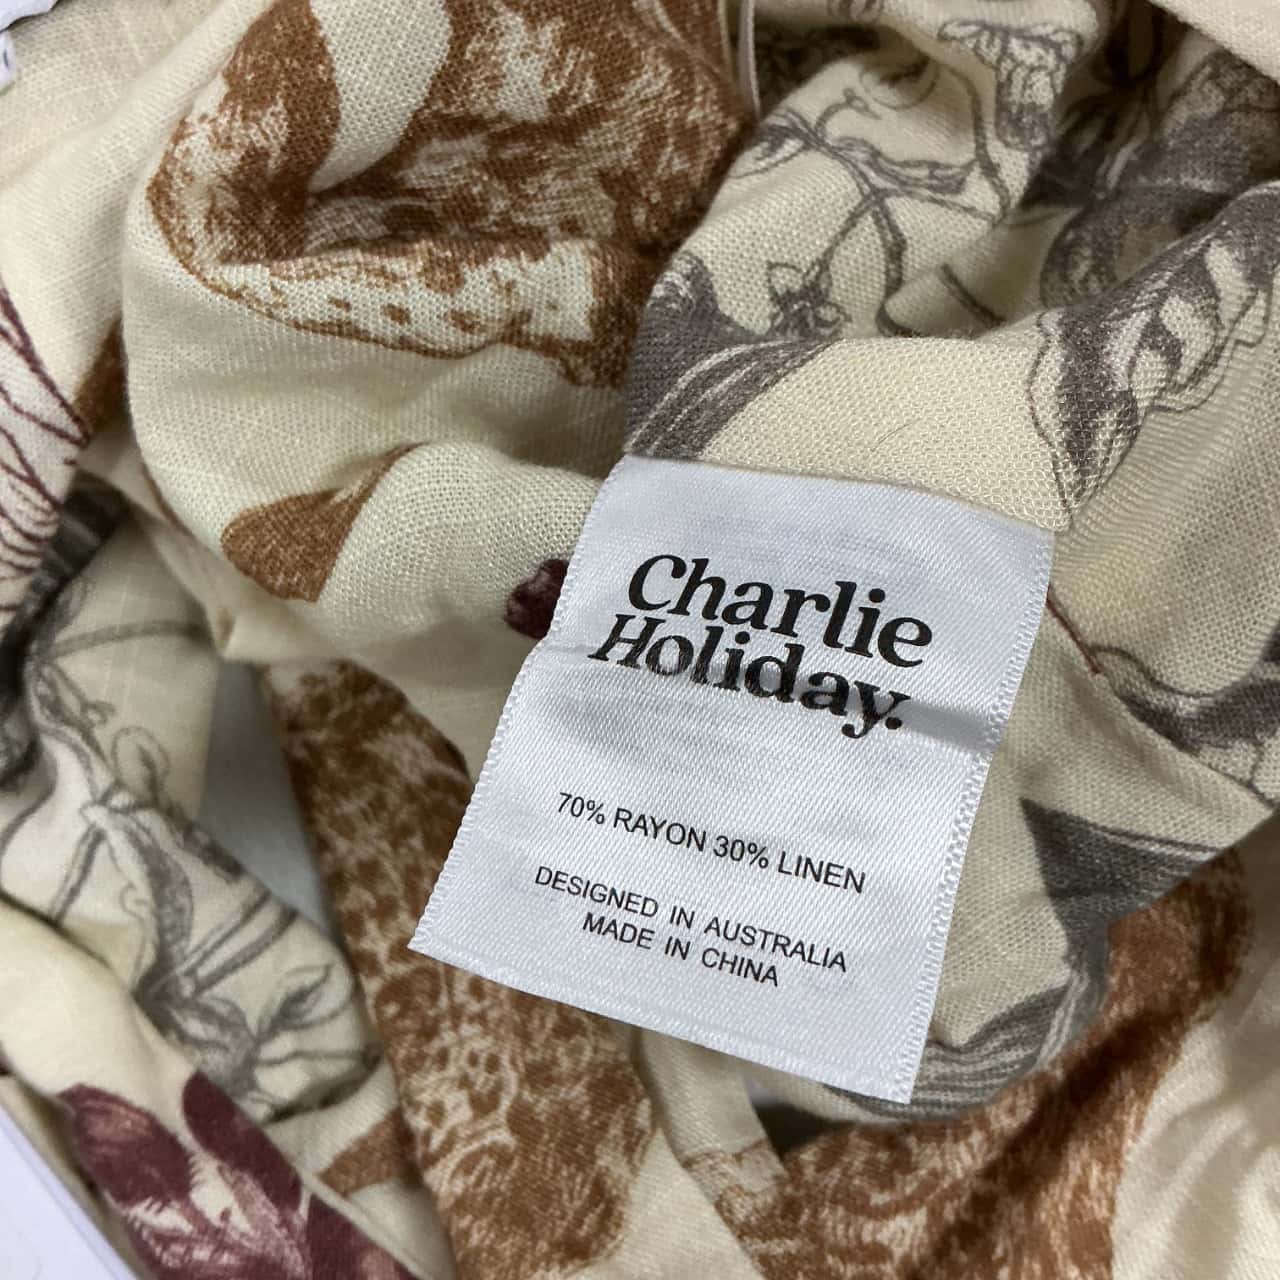 Charlie
Holiday.
70% RAYON 30% LINEN
DESIGNED IN AUSTRALIA
MADE IN CHINA